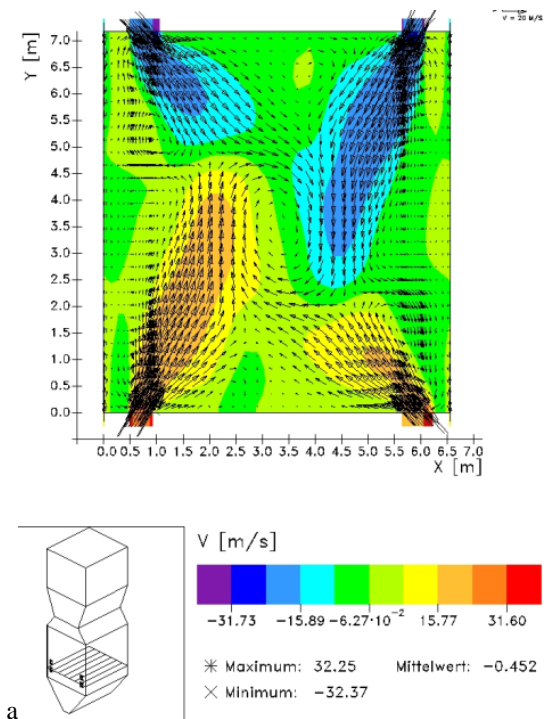 V = 20 M/S
Y [m]
7.0
6.5
6.0
5.5
5.0
4.5
4.0
3.5
3.0
2.5
2.0
1.5
1.0
0.5
0.0
0.0 0.5 1.0 1.5 2.0 2.5 3.0 3.5 4.0 4.5 5.0 5.5 6.0 6.5 7.0
X [m]
V [m/s]
−31.73 −15.89 −6.27·10⁻² 15.77 31.60
Maximum: 32.25 Mittelwert: −0.452
Minimum: −32.37
a